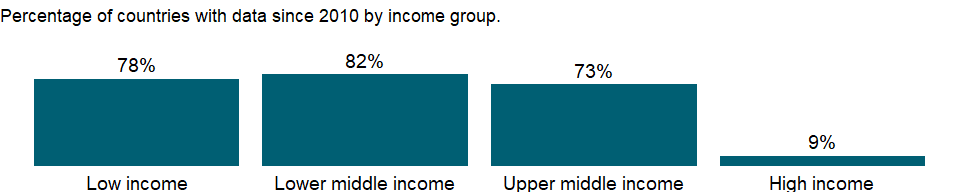 Percentage of countries with data since 2010 by income group.
78%
82%
73%
9%
Low income
Lower middle income
Upper middle income
High income